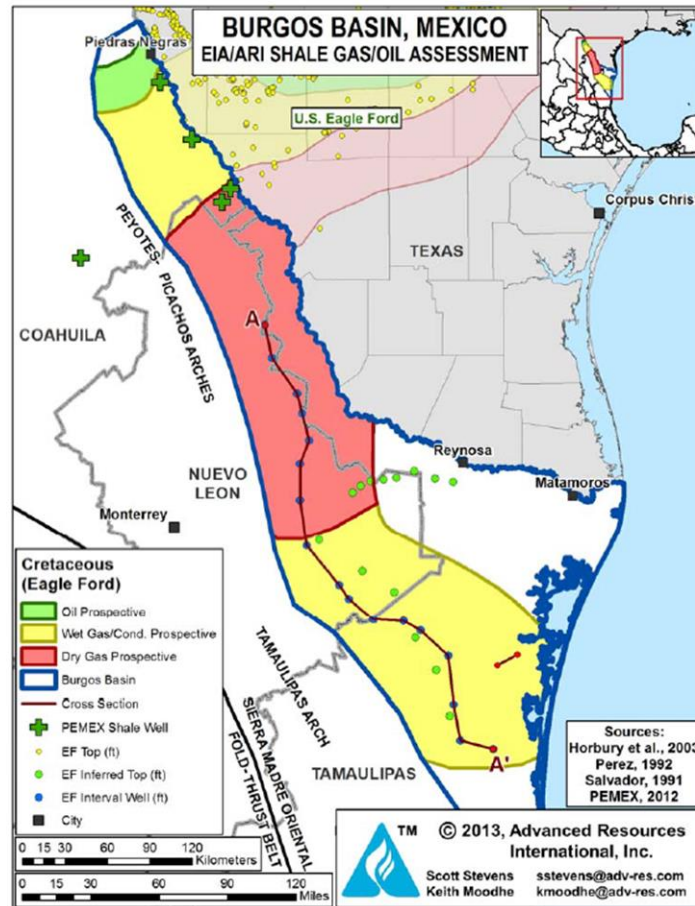 BURGOS BASIN, MEXICO
EIA/ARI SHALE GAS/OIL ASSESSMENT
Piedras Negras
U.S. Eagle Ford
Corpus Chris
TEXAS
PEYOTES- PICACHOS ARCHES
COAHUILA
A
NUEVO
LEON
Reynosa
Matamoros
Monterrey
Cretaceous
(Eagle Ford)
Oil Prospective
Wet Gas/Cond. Prospective
Dry Gas Prospective
Burgos Basin
Cross Section
PEMEX Shale Well
EF Top (ft)
EF Inferred Top (ft)
EF Interval Well (ft)
City
0 15 30 60 90 120
Kilometers
0 15 30 60 90 120
Miles
TAMAULIPAS ARCH
SIERRA MADRE ORIENTAL
FOLD-THRUST BELT
TAMAULIPAS
A'
Sources:
Horbury et al., 2003
Perez, 1992
Salvador, 1991
PEMEX, 2012
TM
© 2013, Advanced Resources
International, Inc.
Scott Stevens sstevens@adv-res.com
Keith Moodhe kmoodhe@adv-res.com